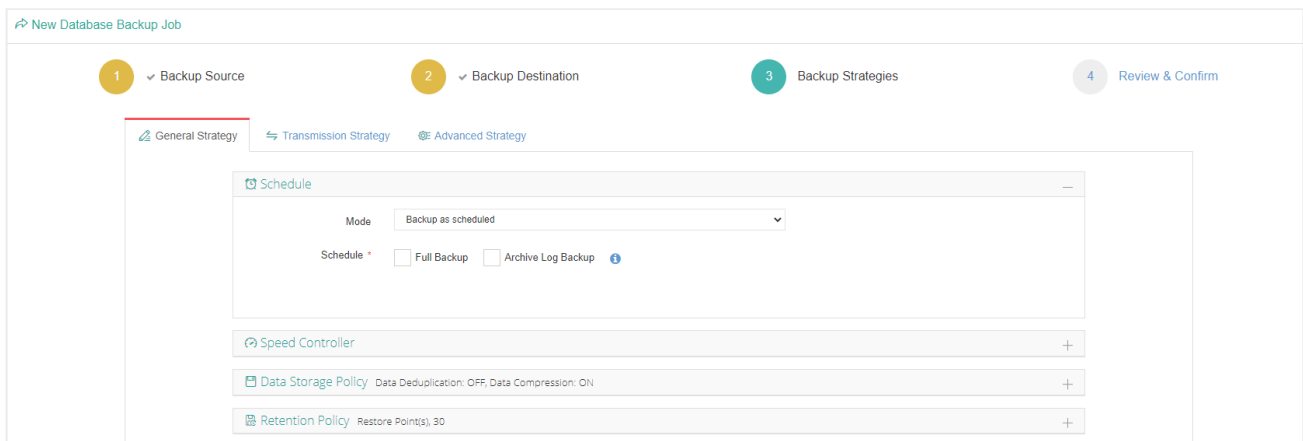 New Database Backup Job
1 Backup Source
2 Backup Destination
3 Backup Strategies
4 Review & Confirm
General Strategy
Transmission Strategy
Advanced Strategy
Schedule
Mode
Backup as scheduled
Schedule *
Full Backup
Archive Log Backup
Speed Controller
Data Storage Policy Data Deduplication: OFF, Data Compression: ON
Retention Policy Restore Point(s), 30